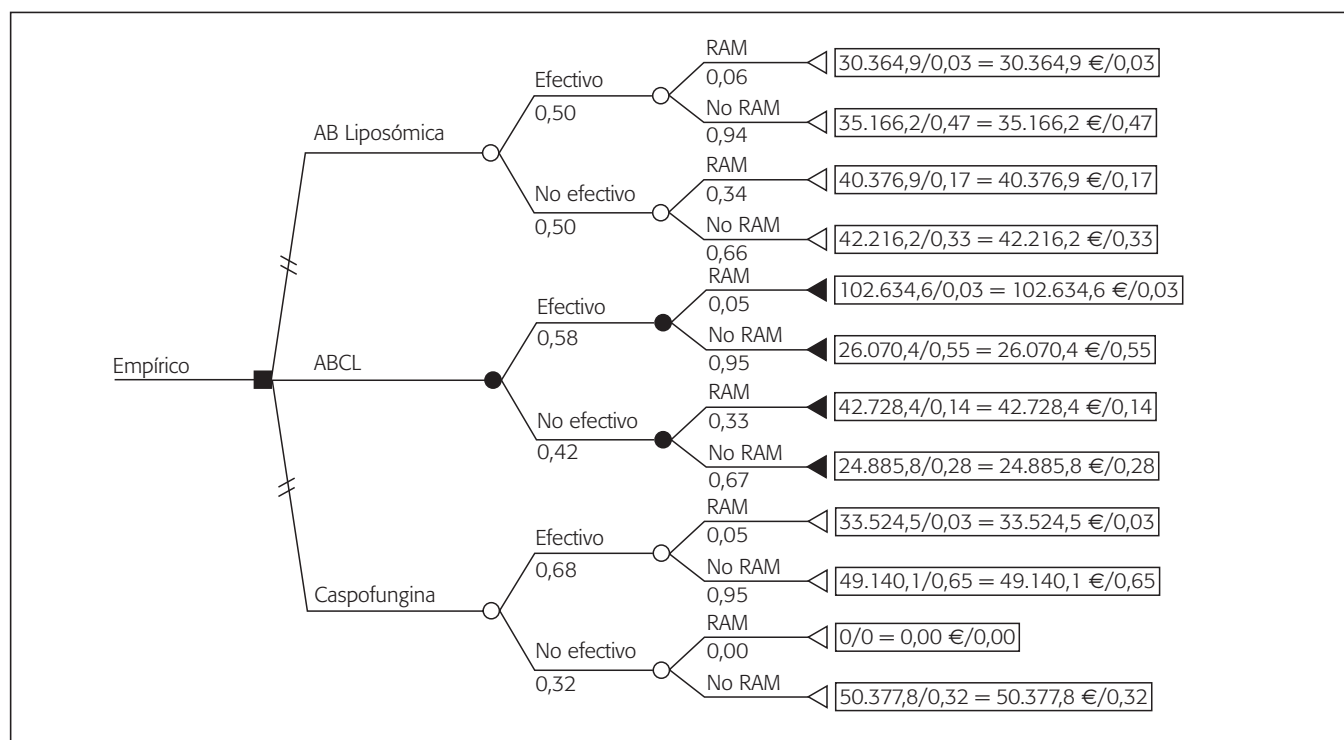 RAM
0,06
30.364,9/0,03 = 30.364,9 €/0,03
Efectivo
0,50
No RAM
0,94
35.166,2/0,47 = 35.166,2 €/0,47
AB Liposómica
RAM
0,34
40.376,9/0,17 = 40.376,9 €/0,17
No efectivo
0,50
No RAM
0,66
42.216,2/0,33 = 42.216,2 €/0,33
RAM
0,05
102.634,6/0,03 = 102.634,6 €/0,03
Efectivo
0,58
No RAM
0,95
26.070,4/0,55 = 26.070,4 €/0,55
Empírico
ABCL
RAM
0,33
42.728,4/0,14 = 42.728,4 €/0,14
No efectivo
0,42
No RAM
0,67
24.885,8/0,28 = 24.885,8 €/0,28
RAM
0,05
33.524,5/0,03 = 33.524,5 €/0,03
Efectivo
0,68
No RAM
0,95
49.140,1/0,65 = 49.140,1 €/0,65
Caspofungina
RAM
0,00
0/0 = 0,00 €/0,00
No efectivo
0,32
No RAM
50.377,8/0,32 = 50.377,8 €/0,32